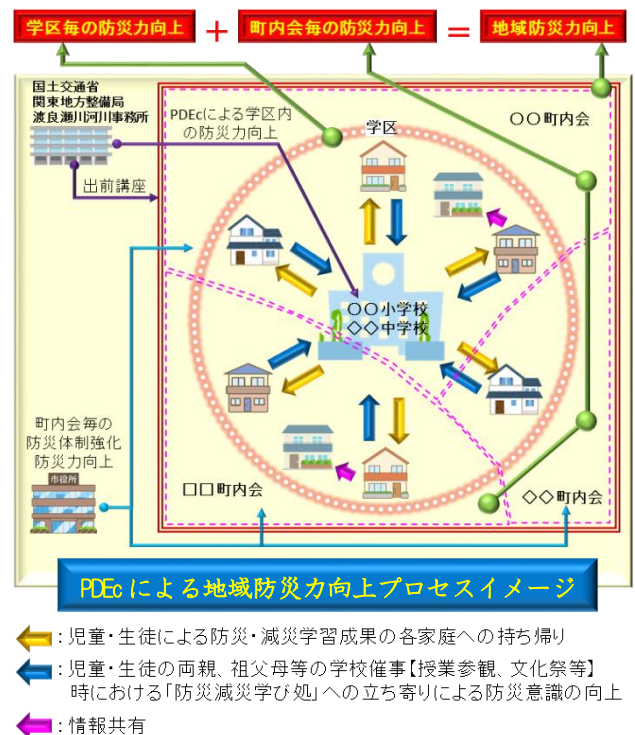 学区毎の防災力向上 + 町内会毎の防災力向上 = 地域防災力向上
国土交通省
関東地方整備局
渡良瀬川河川事務所
PDEcによる学区内
の防災力向上
出前講座
学区
〇〇町内会
〇〇小学校
◇◇中学校
町内会毎の
防災体制強化
防災力向上
市役所
□□町内会
◇◇町内会
PDEcによる地域防災力向上プロセスイメージ
：児童・生徒による防災・減災学習成果の各家庭への持ち帰り
：児童・生徒の両親、祖父母等の学校催事【授業参観、文化祭等】
時における「防災減災学び処」への立ち寄りによる防災意識の向上
：情報共有